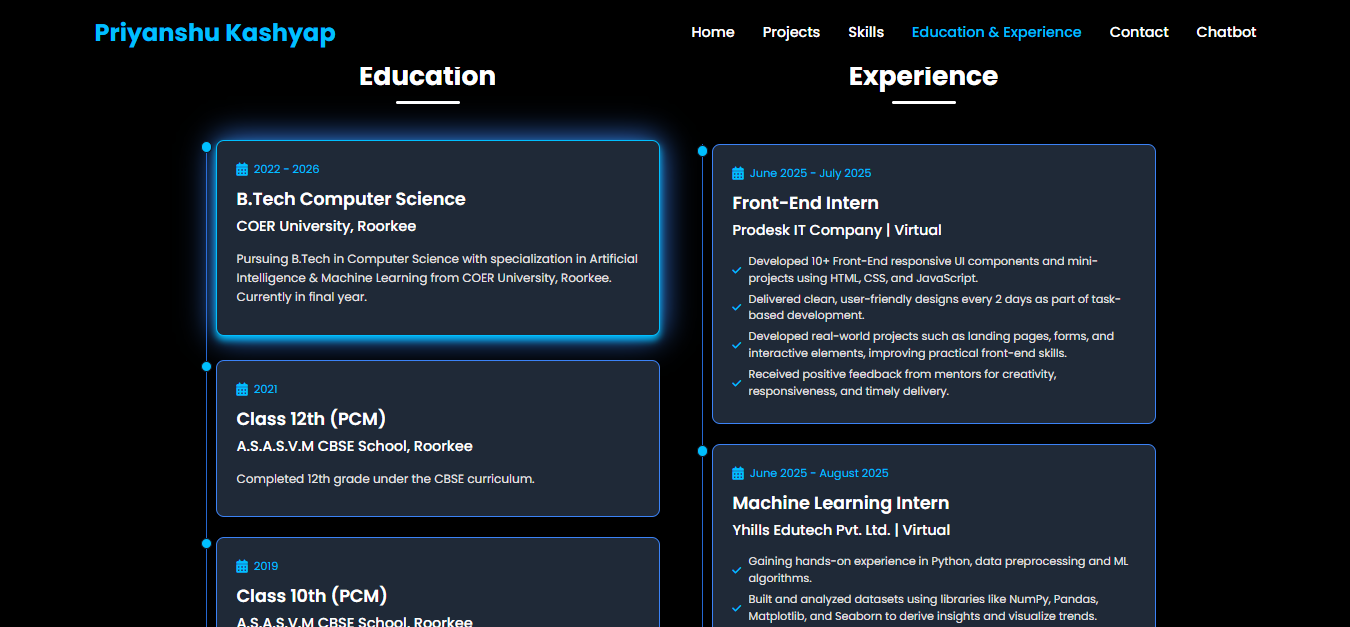 Priyanshu Kashyap
Home Projects Skills Education & Experience Contact Chatbot
Education
2022 - 2026
B.Tech Computer Science
COER University, Roorkee
Pursuing B.Tech in Computer Science with specialization in Artificial
Intelligence & Machine Learning from COER University, Roorkee.
Currently in final year.
2021
Class 12th (PCM)
A.S.A.S.V.M CBSE School, Roorkee
Completed 12th grade under the CBSE curriculum.
2019
Class 10th (PCM)
A.S.A.S.V.M CBSE School, Roorkee
Experience
June 2025 - July 2025
Front-End Intern
Prodesk IT Company | Virtual
Developed 10+ Front-End responsive UI components and mini-
projects using HTML, CSS, and JavaScript.
Delivered clean, user-friendly designs every 2 days as part of task-
based development.
Developed real-world projects such as landing pages, forms, and
interactive elements, improving practical front-end skills.
Received positive feedback from mentors for creativity,
responsiveness, and timely delivery.
June 2025 - August 2025
Machine Learning Intern
Yhills Edutech Pvt. Ltd. | Virtual
Gaining hands-on experience in Python, data preprocessing and ML
algorithms.
Built and analyzed datasets using libraries like NumPy, Pandas,
Matplotlib, and Seaborn to derive insights and visualize trends.